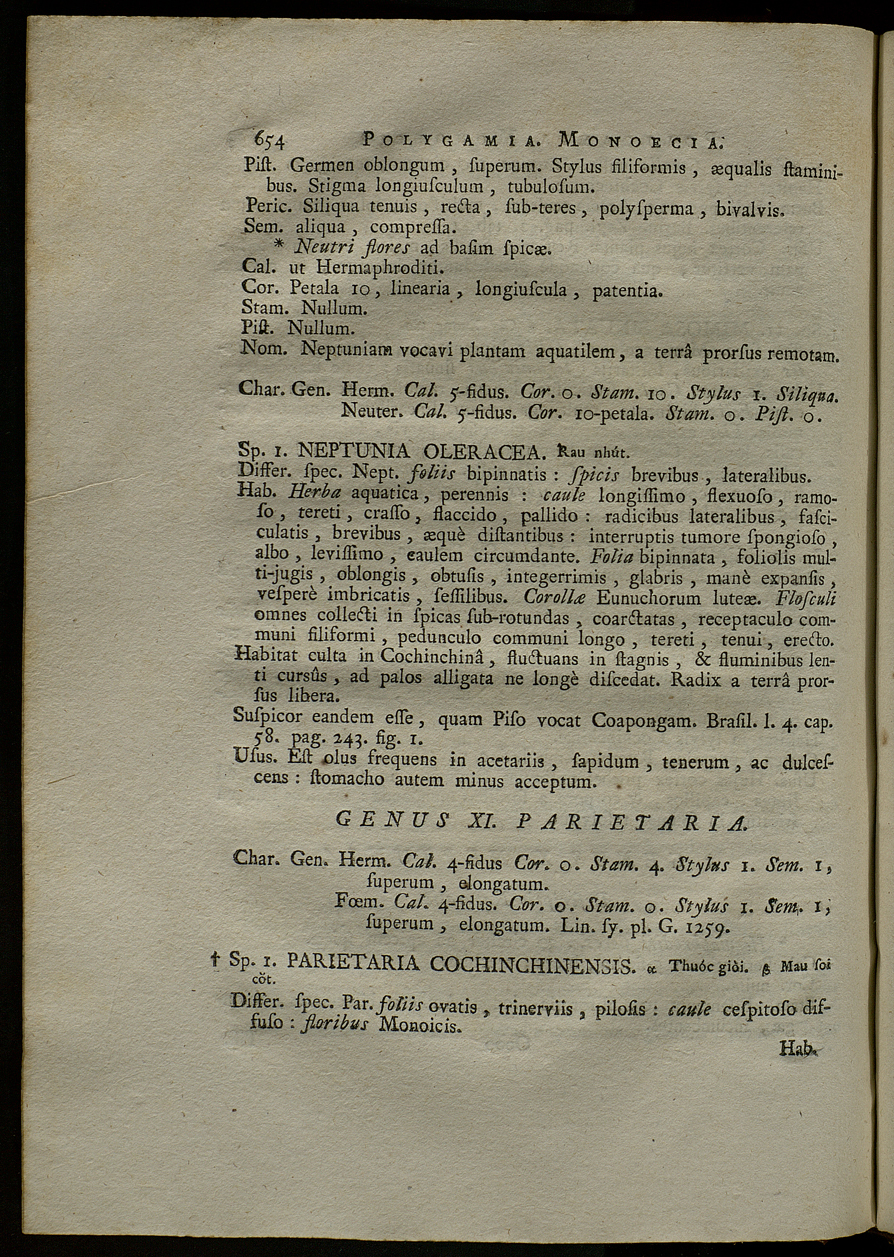 654 POLYGAMIA. MONOECIA.
Piſt. Germen oblongum, ſuperum. Stylus filiformis, æqualis ſtamini-
bus. Stigma longiuſculum, tubuloſum.
Peric. Siliqua tenuis, recta, ſub-teres, polyſperma, bivalvis.
Sem. aliqua, compreſſa.
* Neutri flores ad baſim ſpicæ.
Cal. ut Hermaphroditi.
Cor. Petala 10, linearia, longiuſcula, patentia.
Stam. Nullum.
Piſt. Nullum.
Nom. Neptuniam vocavi plantam aquatilem, a terrâ prorſus remotam.
Char. Gen. Herm. Cal. 5-fidus. Cor. 0. Stam. 10. Stylus 1. Siliqua.
Neuter. Cal. 5-fidus. Cor. 10-petala. Stam. 0. Piſt. 0.
Sp. 1. NEPTUNIA OLERACEA. Rau nhút.
Differ. ſpec. Nept. foliis bipinnatis : ſpicis brevibus, lateralibus.
Hab. Herba aquatica, perennis : caule longiſſimo, flexuoſo, ramo-
ſo, tereti, craſſo, flaccido, pallido : radicibus lateralibus, faſci-
culatis, brevibus, æquè diſtantibus : interruptis tumore ſpongioſo,
albo, leviſſimo, caulem circumdante. Folia bipinnata, foliolis mul-
ti-jugis, oblongis, obtuſis, integerrimis, glabris, manè expanſis,
veſperè imbricatis, ſeſſilibus. Corollæ Eunuchorum luteæ. Floſculi
omnes collecti in ſpicas ſub-rotundas, coarctatas, receptaculo com-
muni filiformi, pedunculo communi longo, tereti, tenui, erecto.
Habitat culta in Cochinchinâ, fluctuans in ſtagnis, & fluminibus len-
ti cursûs, ad palos alligata ne longè diſcedat. Radix a terrâ pror-
ſus libera.
Suſpicor eandem eſſe, quam Piſo vocat Coapongam. Braſil. l. 4. cap.
58. pag. 243. fig. 1.
Uſus. Eſt olus frequens in acetariis, ſapidum, tenerum, ac dulceſ-
cens : ſtomacho autem minus acceptum.
GENUS XI. PARIETARIA.
Char. Gen. Herm. Cal. 4-fidus Cor. 0. Stam. 4. Stylus 1. Sem. 1,
ſuperum, elongatum.
Fœm. Cal. 4-fidus. Cor. 0. Stam. 0. Stylus 1. Sem. 1,
ſuperum, elongatum. Lin. ſy. pl. G. 1259.
† Sp. 1. PARIETARIA COCHINCHINENSIS. α Thuóc giòi. β Mau ſoi
cŏt.
Differ. ſpec. Par. foliis ovatis, trinerviis, piloſis : caule ceſpitoſo dif-
fuſo : floribus Monoicis.
Hab.